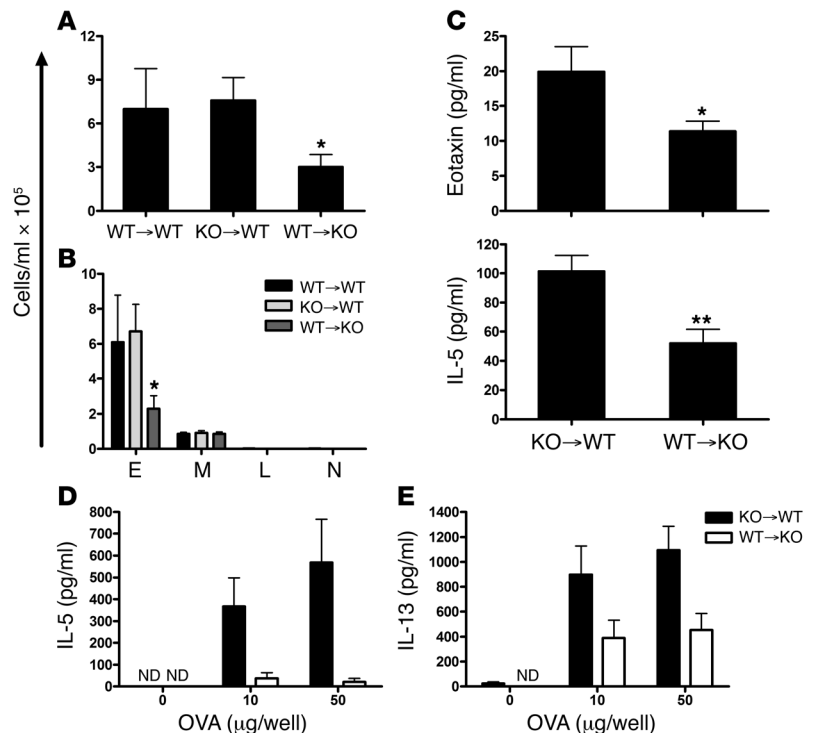 A
Cells/ml × 10⁵
12
9
6
3
0
WT→WT KO→WT WT→KO
*
B
10
8
6
4
2
0
WT→WT
KO→WT
WT→KO
*
E M L N
C
Eotaxin (pg/ml)
25
20
15
10
5
0
*
IL-5 (pg/ml)
120
100
80
60
40
20
0
**
KO→WT WT→KO
D
IL-5 (pg/ml)
800
700
600
500
400
300
200
100
0
ND ND
0 10 50
OVA (μg/well)
E
IL-13 (pg/ml)
1400
1200
1000
800
600
400
200
0
KO→WT
WT→KO
ND
0 10 50
OVA (μg/well)